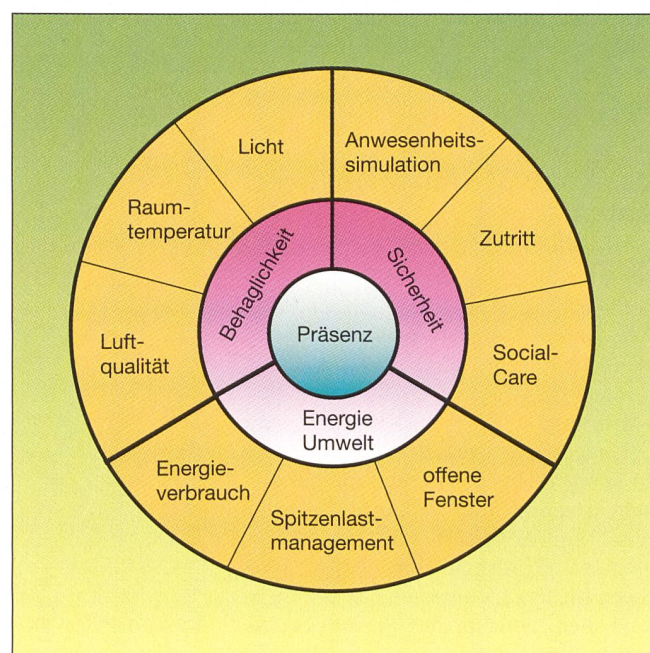 Licht
Anwesenheits-
simulation
Raum-
temperatur
Zutritt
Behaglichkeit
Sicherheit
Präsenz
Luft-
qualität
Social-
Care
Energie
Umwelt
Energie-
verbrauch
offene
Fenster
Spitzenlast-
management